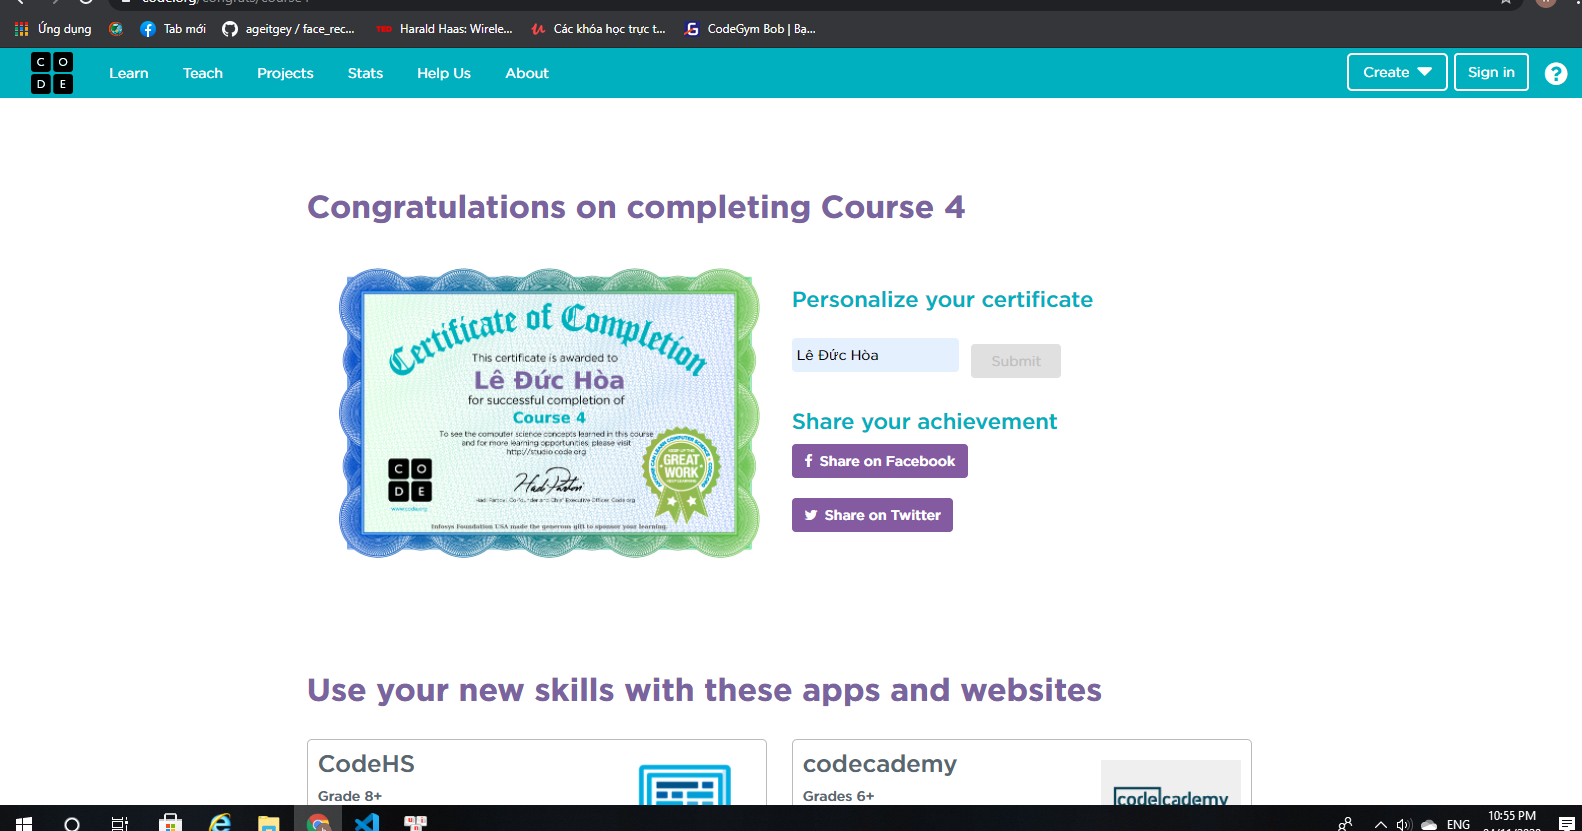 code.org/congrats/course4
Ứng dụng
Tab mới
ageitgey / face_rec...
TED Harald Haas: Wirele...
Các khóa học trực t...
CodeGym Bob | Bạ...
C O
D E
Learn
Teach
Projects
Stats
Help Us
About
Create
Sign in
?
Congratulations on completing Course 4
Certificate of Completion
This certificate is awarded to
Lê Đức Hòa
for successful completion of
Course 4
To see the computer science concepts learned in this course
and for more learning opportunities, please visit
http://studio.code.org
C O
D E
www.code.org
GREAT
WORK
Hadi Partovi, Co-Founder and Chief Executive Officer, Code.org
Infosys Foundation USA made the generous gift to sponsor your learning.
Personalize your certificate
Lê Đức Hòa
Submit
Share your achievement
Share on Facebook
Share on Twitter
Use your new skills with these apps and websites
CodeHS
Grade 8+
codecademy
Grades 6+
codecademy
ENG
10:55 PM